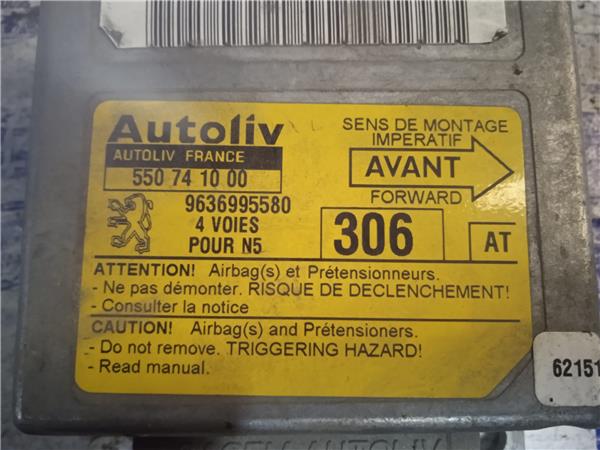 Autoliv
AUTOLIV FRANCE
550 74 10 00
9636995580
4 VOIES
POUR N5
SENS DE MONTAGE
IMPERATIF
AVANT
FORWARD
306
AT
ATTENTION! Airbag(s) et Prétensionneurs.
- Ne pas démonter. RISQUE DE DECLENCHEMENT!
- Consulter la notice
CAUTION! Airbag(s) and Prétensioners.
- Do not remove. TRIGGERING HAZARD!
- Read manual.
62151
AUTOLIV